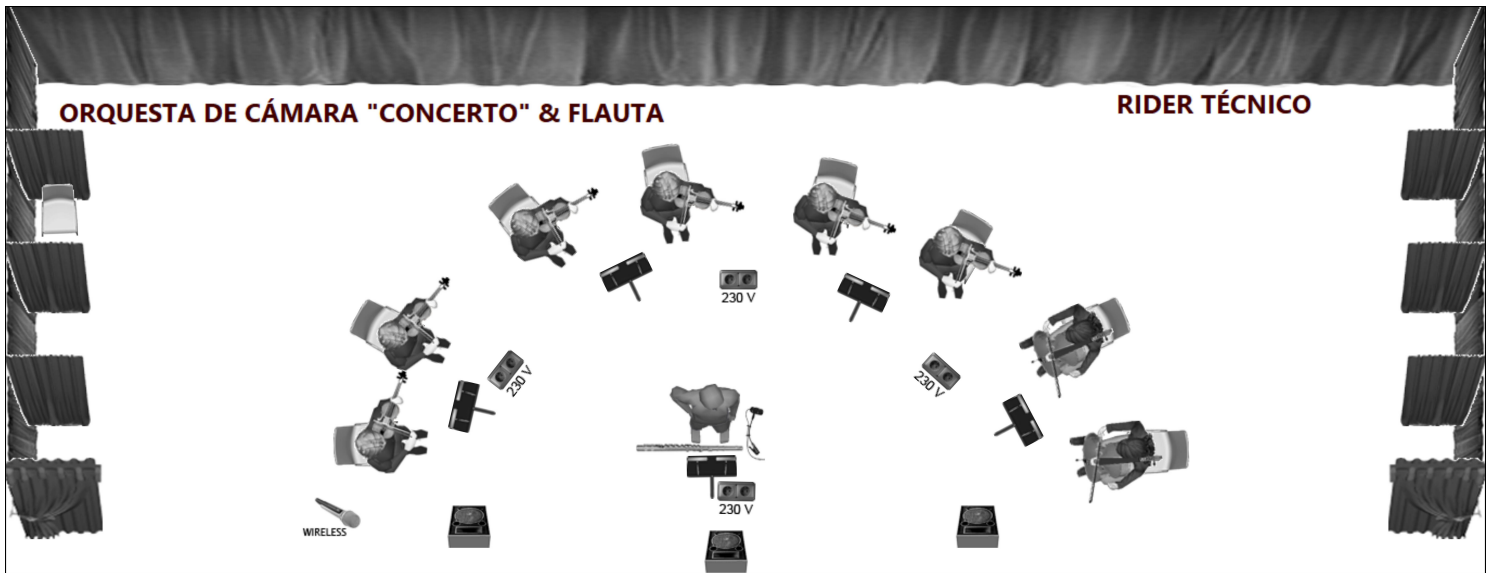 ORQUESTA DE CÁMARA "CONCERTO" & FLAUTA
RIDER TÉCNICO
230 V
230 V
230 V
230 V
WIRELESS